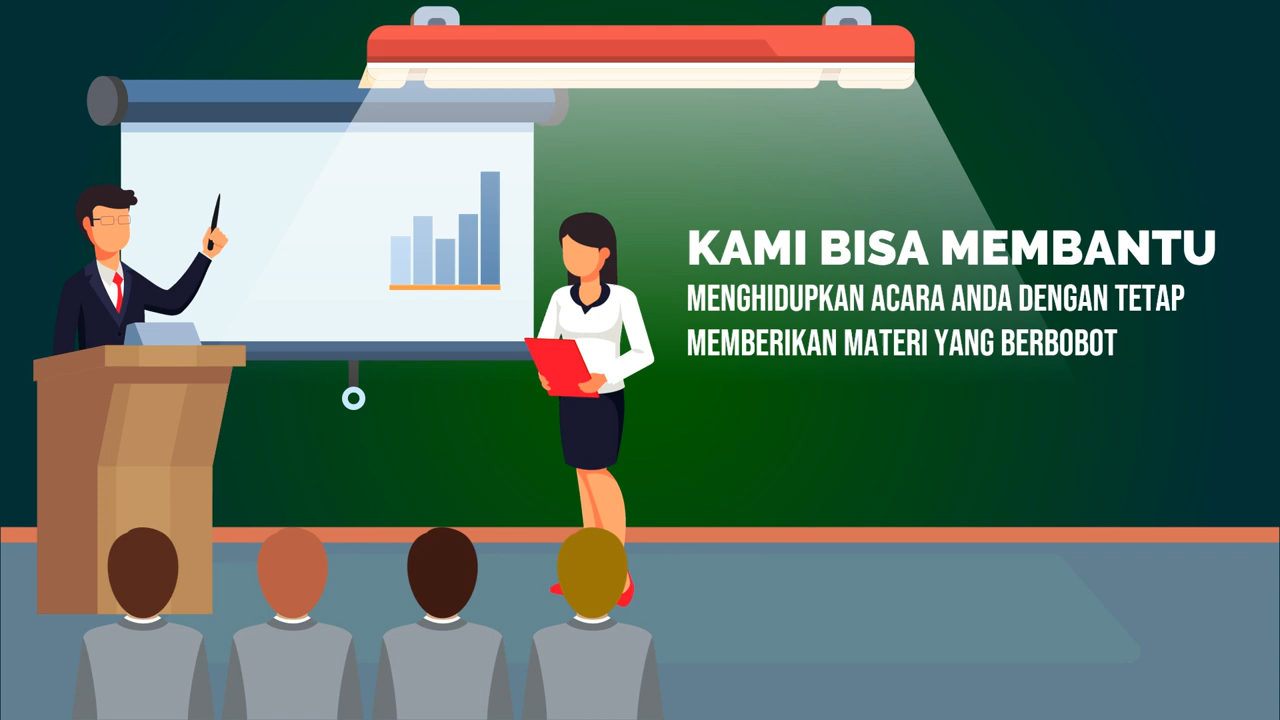 KAMI BISA MEMBANTU
MENGHIDUPKAN ACARA ANDA DENGAN TETAP
MEMBERIKAN MATERI YANG BERBOBOT